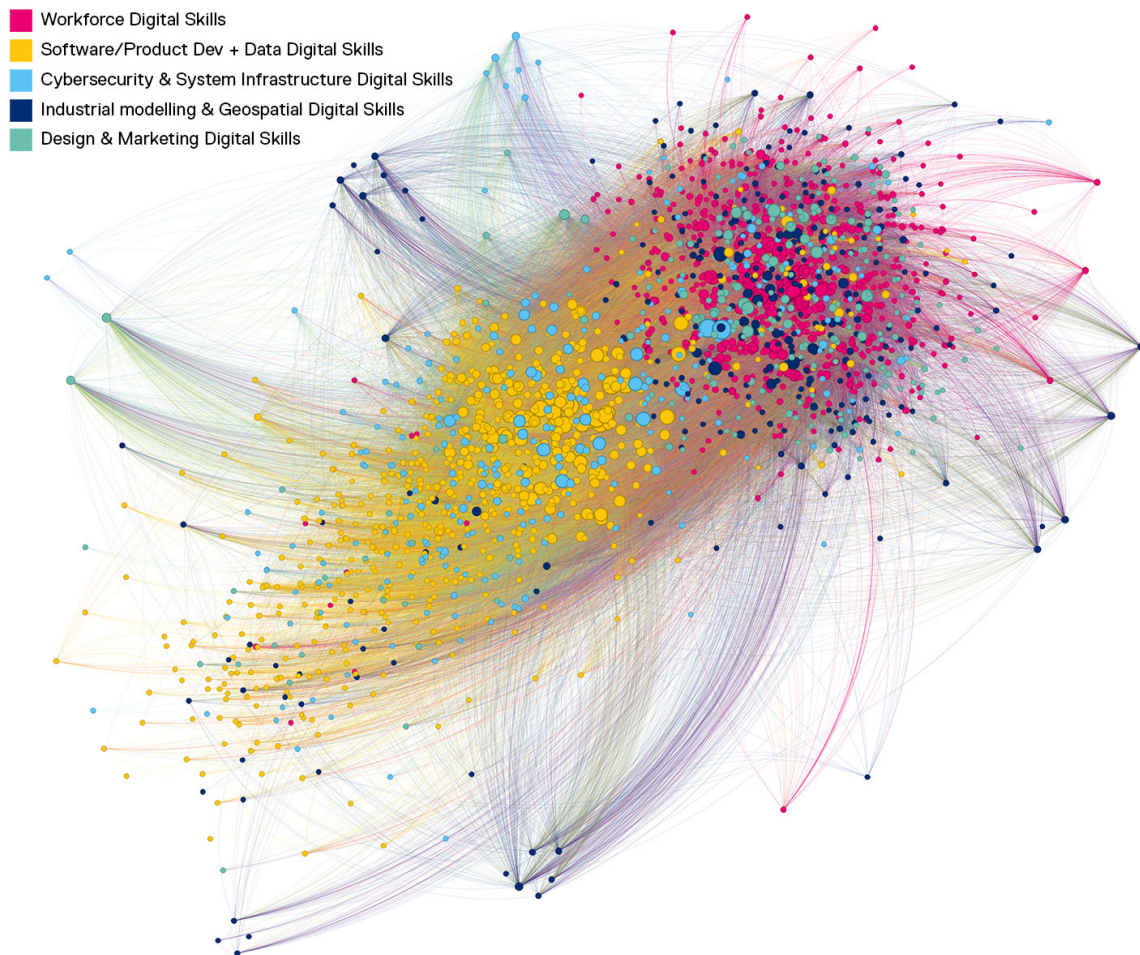 Workforce Digital Skills
Software/Product Dev + Data Digital Skills
Cybersecurity & System Infrastructure Digital Skills
Industrial modelling & Geospatial Digital Skills
Design & Marketing Digital Skills